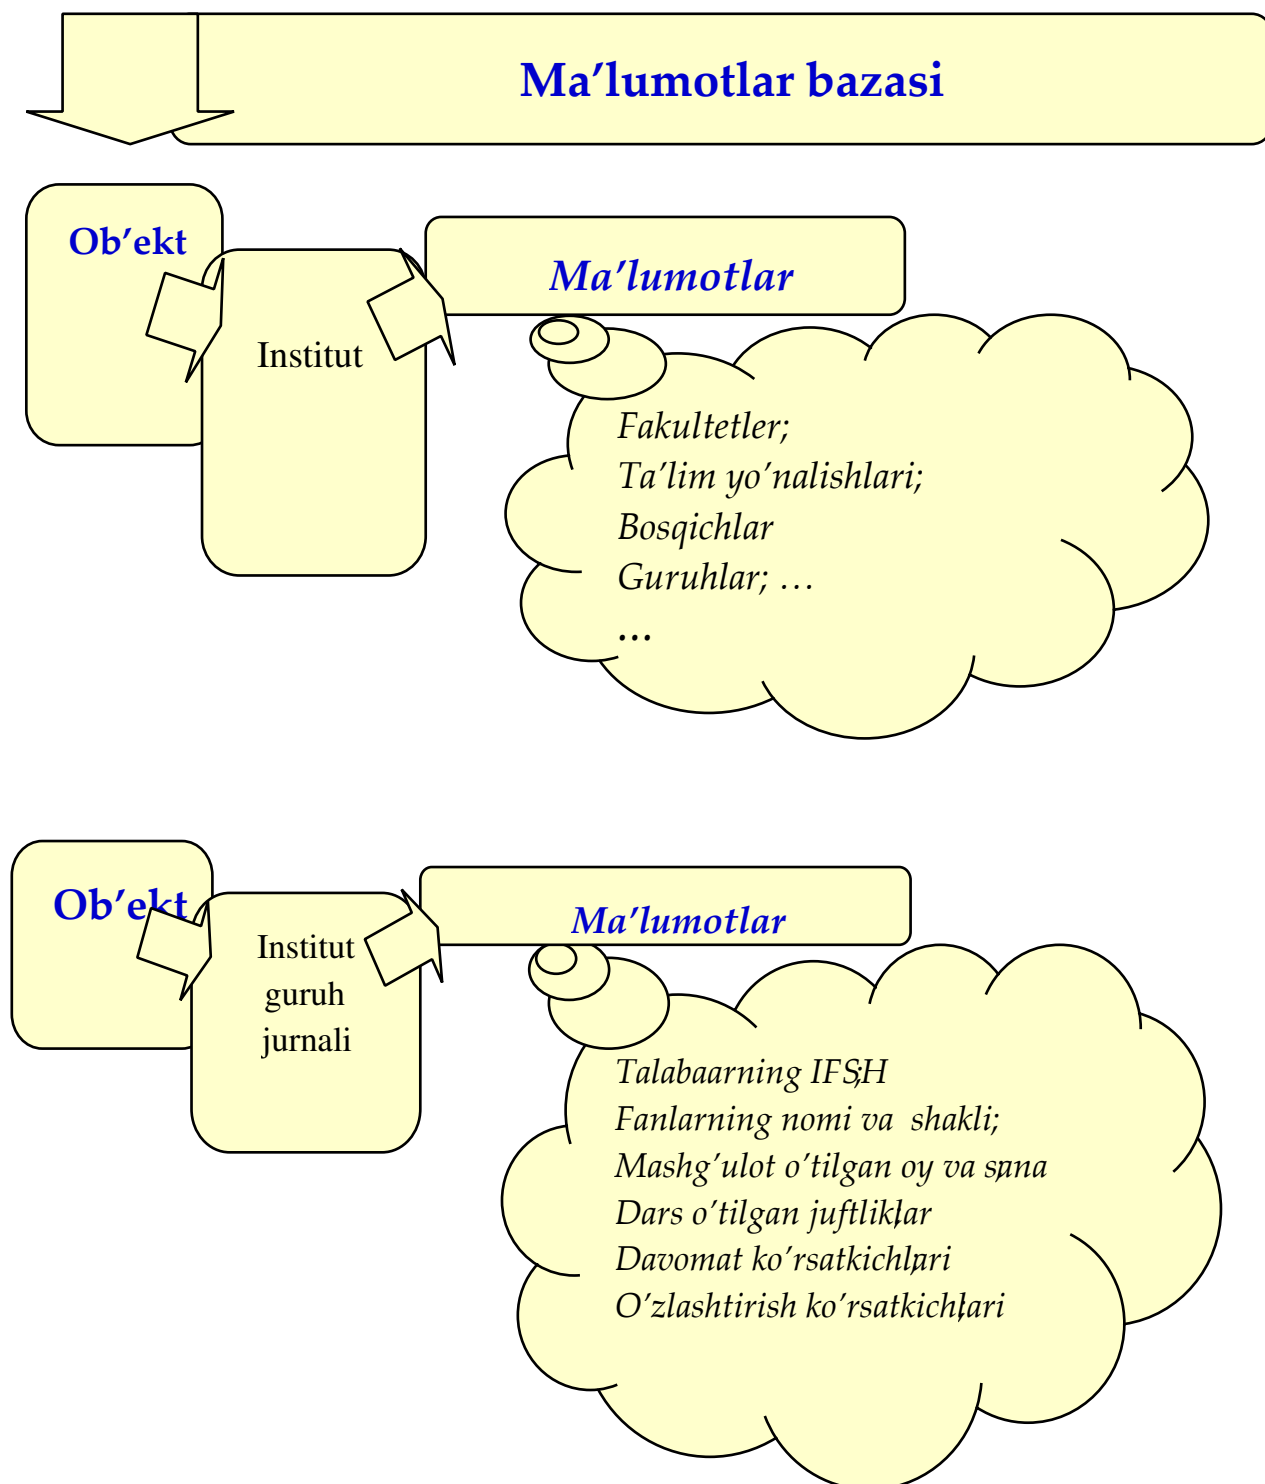 Ma’lumotlar bazasi
Ob’ekt
Institut
Ma’lumotlar
Fakultetler;
Ta’lim yo’nalishlari;
Bosqichlar
Guruhlar; …
…
Ob’ekt
Institut
guruh
jurnali
Ma’lumotlar
Talabaarning IFSH;
Fanlarning nomi va shakli;
Mashg’ulot o’tilgan oy va sana;
Dars o’tilgan juftliklar;
Davomat ko’rsatkichlari;
O’zlashtirish ko’rsatkichlari;